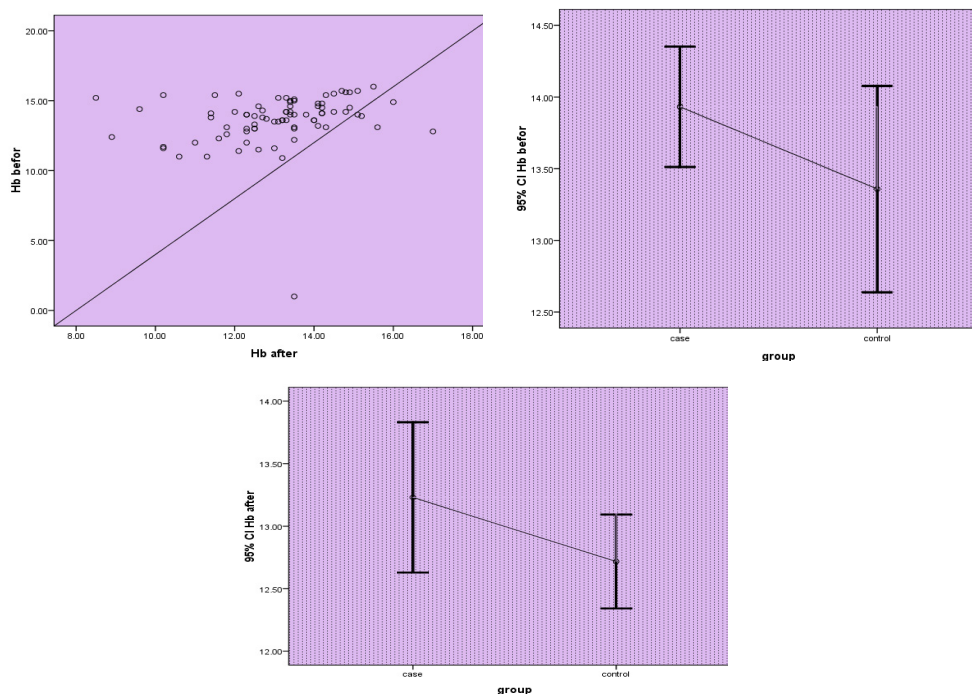 20.00
15.00
10.00
5.00
0.00
Hb befor
8.00 10.00 12.00 14.00 16.00 18.00
Hb after
14.50
14.00
13.50
13.00
12.50
95% CI Hb befor
case control
group
14.00
13.50
13.00
12.50
12.00
95% CI Hb after
case control
group